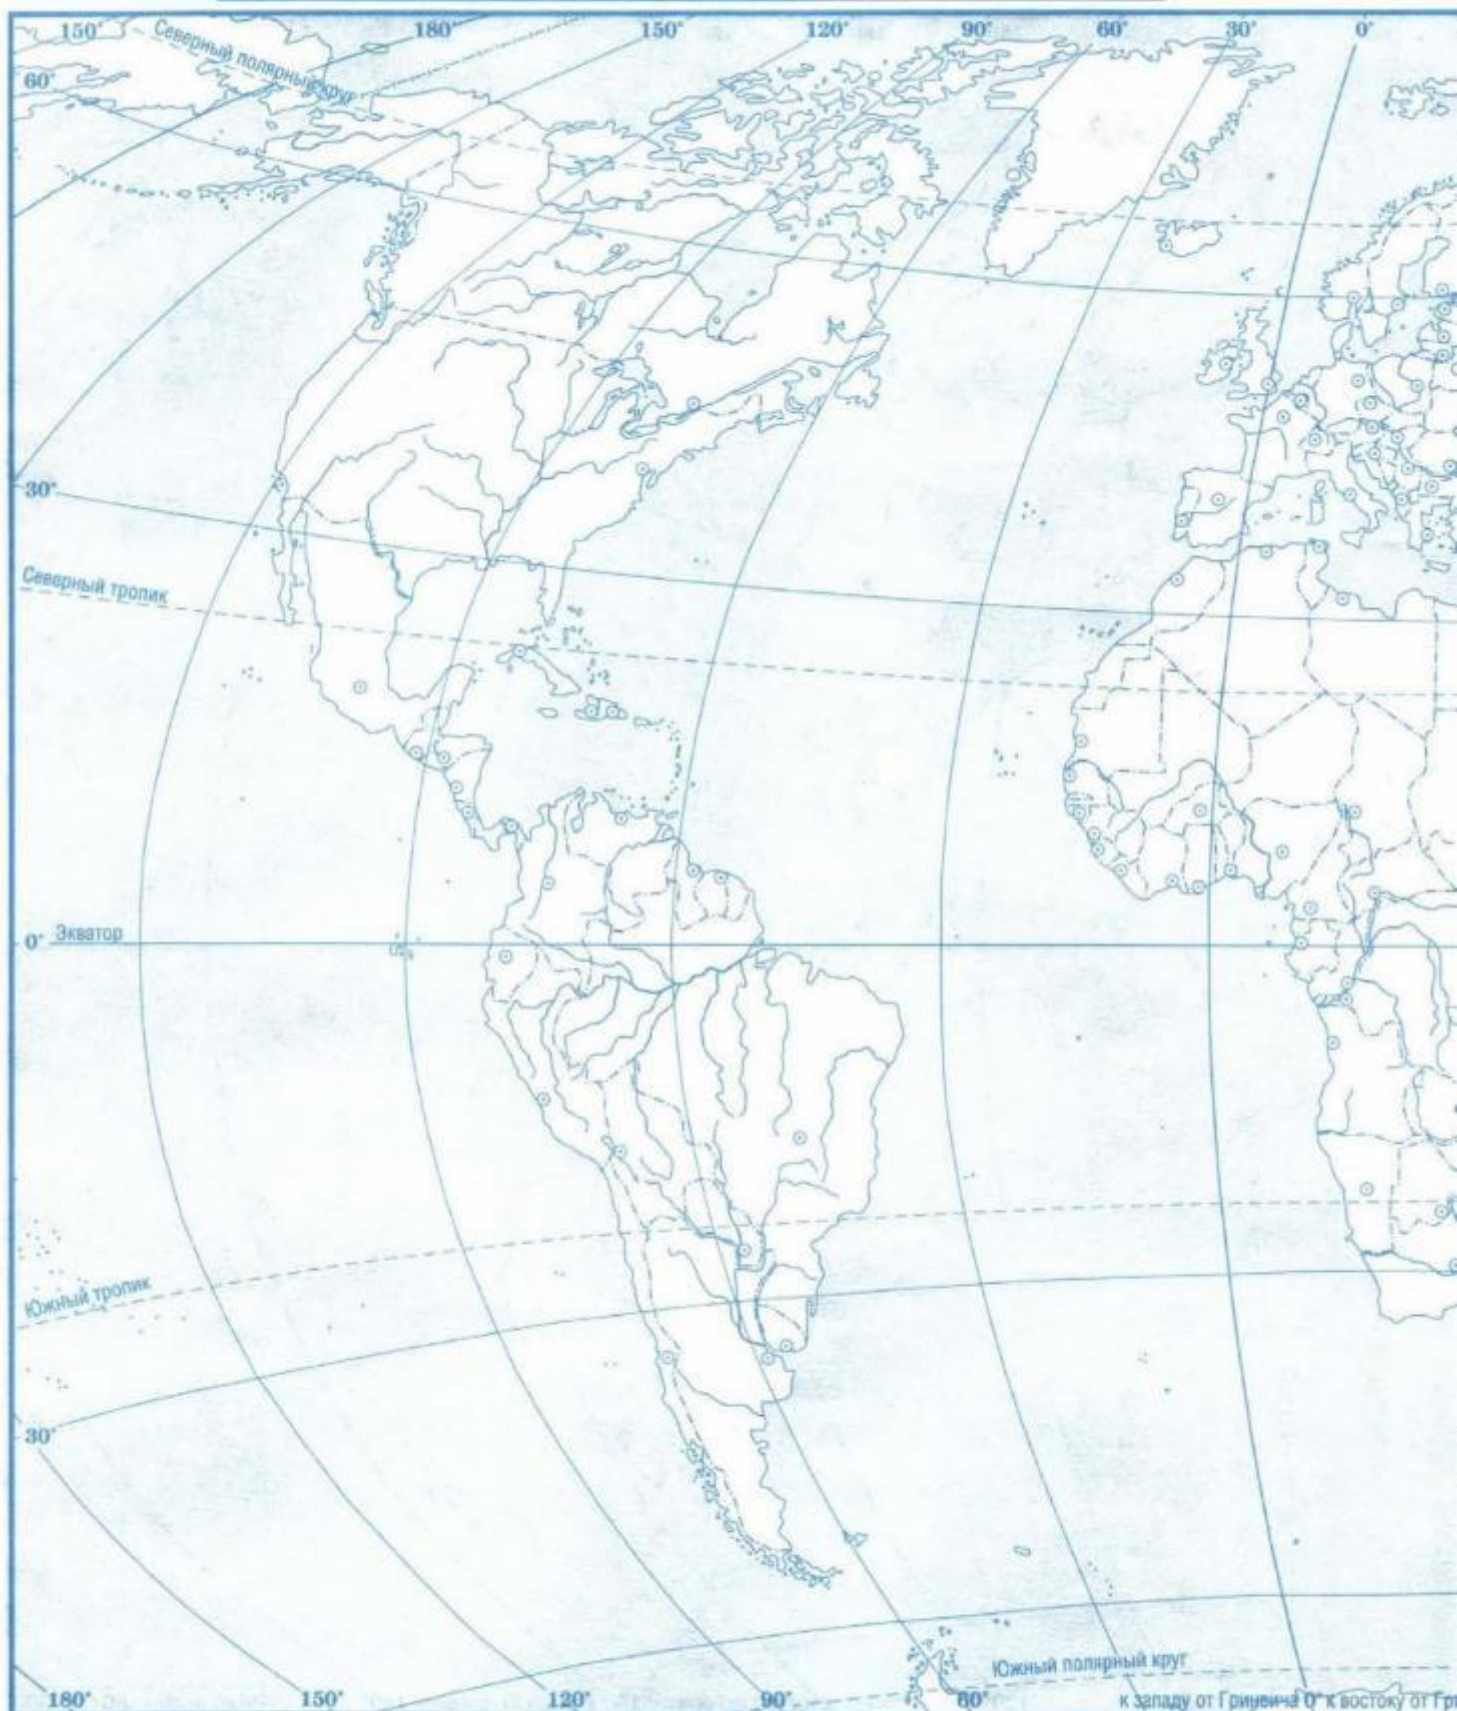 150° 180° 150° 120° 90° 60° 30° 0°
Северный полярный круг
60°
30°
Северный тропик
0° Экватор
Южный тропик
30°
Южный полярный круг
180° 150° 120° 90° 60° к западу от Гринвича 0° к востоку от Гри